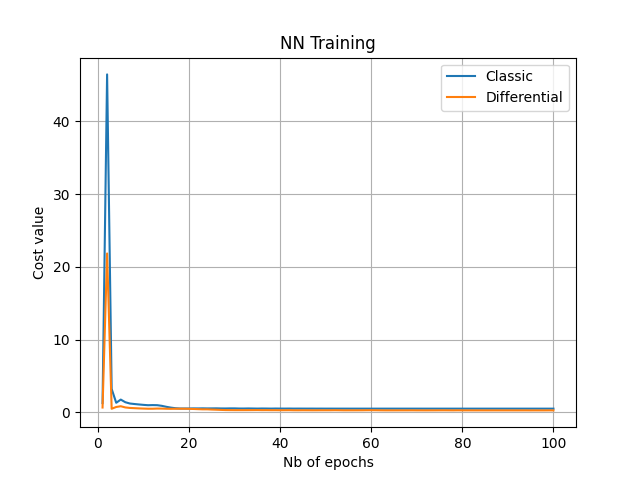 NN Training
Classic
Differential
Cost value
40
30
20
10
0
0 20 40 60 80 100
Nb of epochs